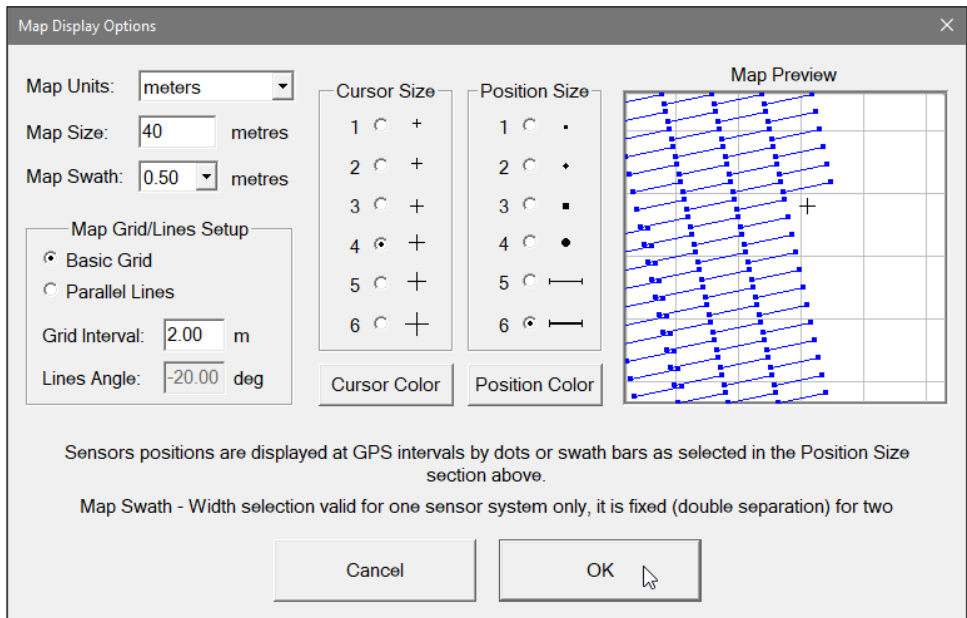 Map Display Options
Map Units: meters
Map Size: 40 metres
Map Swath: 0.50 metres
Map Grid/Lines Setup
Basic Grid
Parallel Lines
Grid Interval: 2.00 m
Lines Angle: -20.00 deg
Cursor Size
1
2
3
4
5
6
Cursor Color
Position Size
1
2
3
4
5
6
Position Color
Map Preview
Sensors positions are displayed at GPS intervals by dots or swath bars as selected in the Position Size
section above.
Map Swath - Width selection valid for one sensor system only, it is fixed (double separation) for two
Cancel
OK